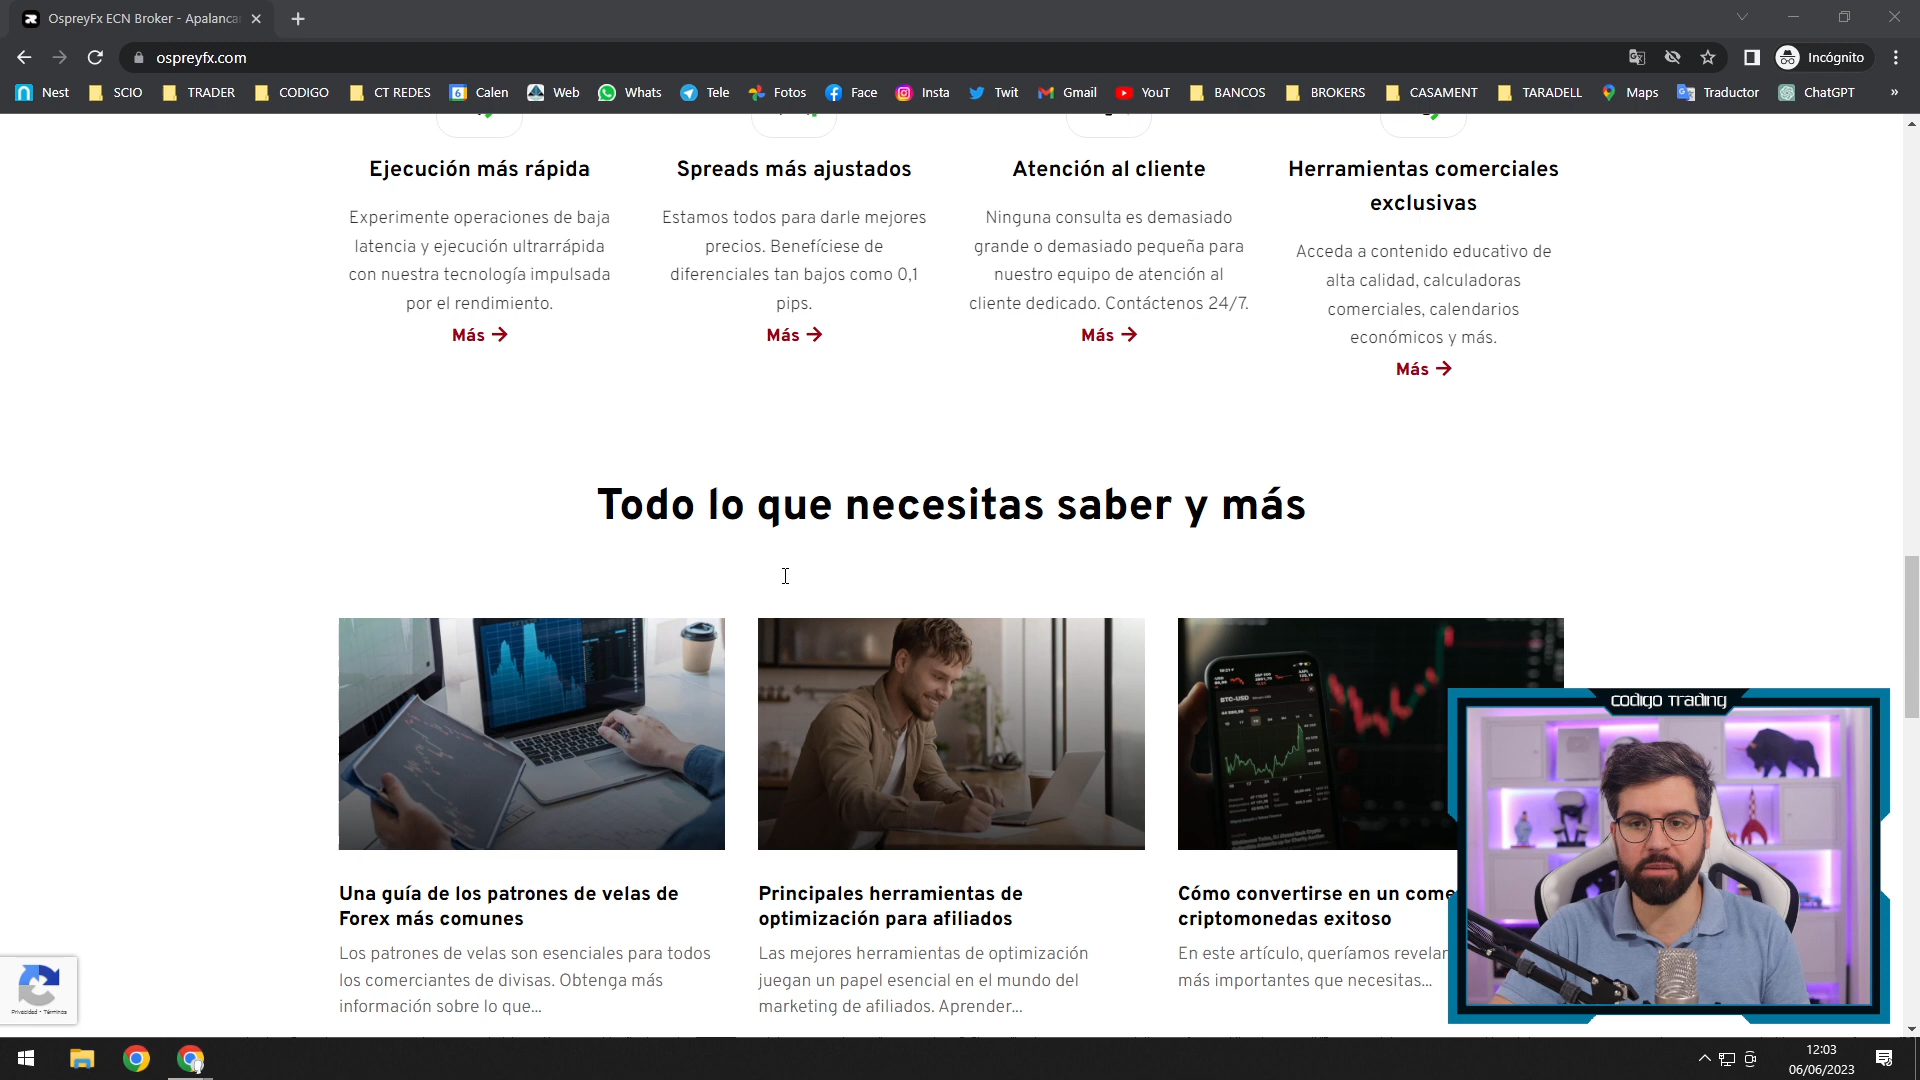 OspreyFx ECN Broker - Apalancar
ospreyfx.com
Incógnito
Nest SCIO TRADER CODIGO CT REDES Calen Web Whats Tele Fotos Face Insta Twit Gmail YouT BANCOS BROKERS CASAMENT TARADELL Maps Traductor ChatGPT »
Ejecución más rápida
Experimente operaciones de baja
latencia y ejecución ultrarrápida
con nuestra tecnología impulsada
por el rendimiento.
Más →
Spreads más ajustados
Estamos todos para darle mejores
precios. Benefíciese de
diferenciales tan bajos como 0,1
pips.
Más →
Atención al cliente
Ninguna consulta es demasiado
grande o demasiado pequeña para
nuestro equipo de atención al
cliente dedicado. Contáctenos 24/7.
Más →
Herramientas comerciales
exclusivas
Acceda a contenido educativo de
alta calidad, calculadoras
comerciales, calendarios
económicos y más.
Más →
Todo lo que necesitas saber y más
BTC-USD
Una guía de los patrones de velas de
Forex más comunes
Los patrones de velas son esenciales para todos
los comerciantes de divisas. Obtenga más
información sobre lo que...
Principales herramientas de
optimización para afiliados
Las mejores herramientas de optimización
juegan un papel esencial en el mundo del
marketing de afiliados. Aprender...
Cómo convertirse en un come
criptomonedas exitoso
En este artículo, queríamos revelar
más importantes que necesitas...
codigo Trading
Privacidad - Términos
12:03
06/06/2023